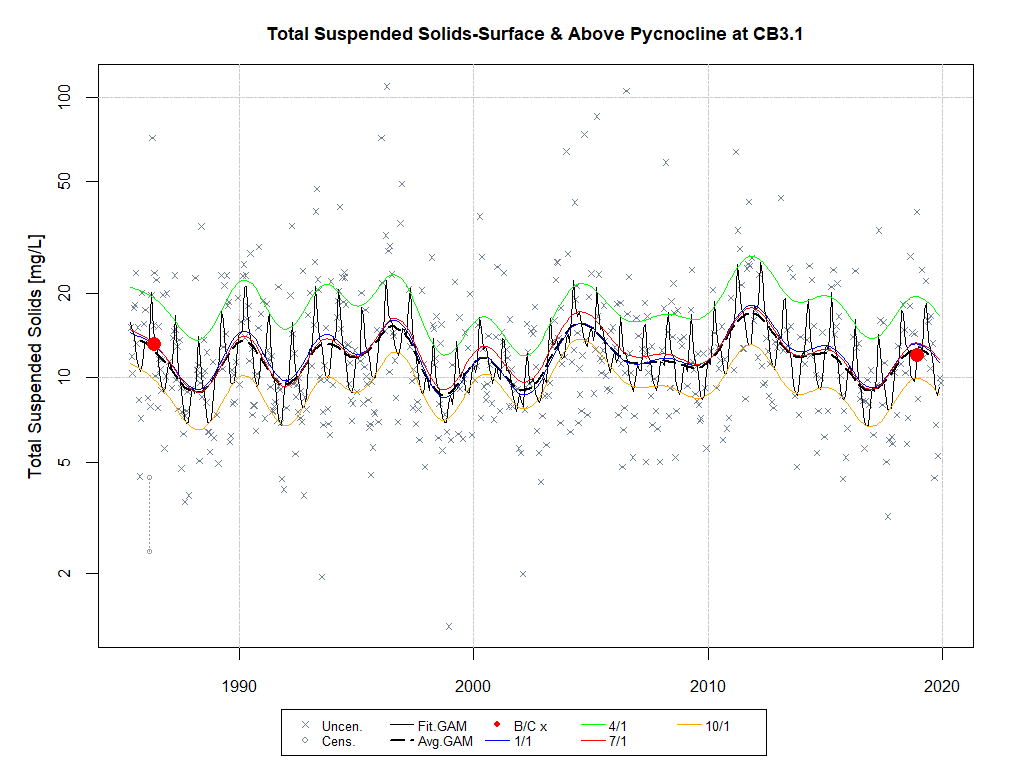 Total Suspended Solids-Surface & Above Pycnocline at CB3.1
Total Suspended Solids [mg/L]
100
50
20
10
5
2
1990 2000 2010 2020
Uncen. Fit.GAM B/C x 4/1 10/1
Cens. Avg.GAM 1/1 7/1